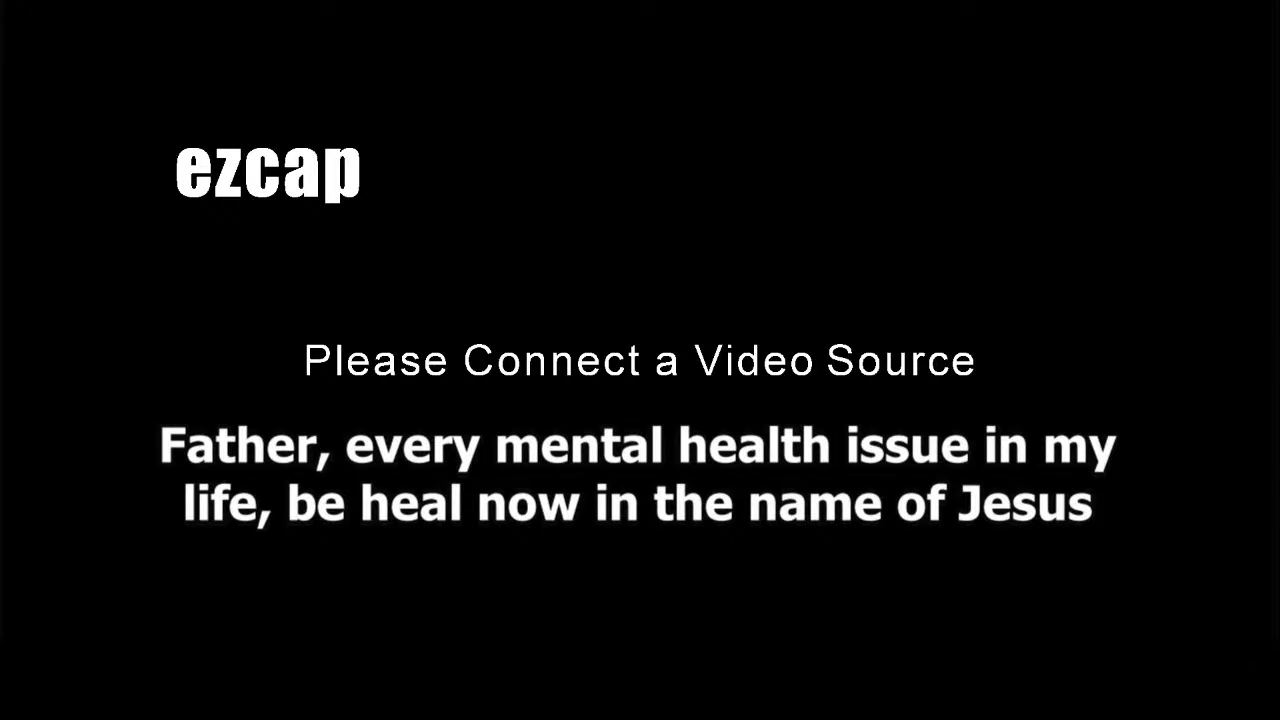 ezcap
Please Connect a Video Source
Father, every mental health issue in my
life, be heal now in the name of Jesus